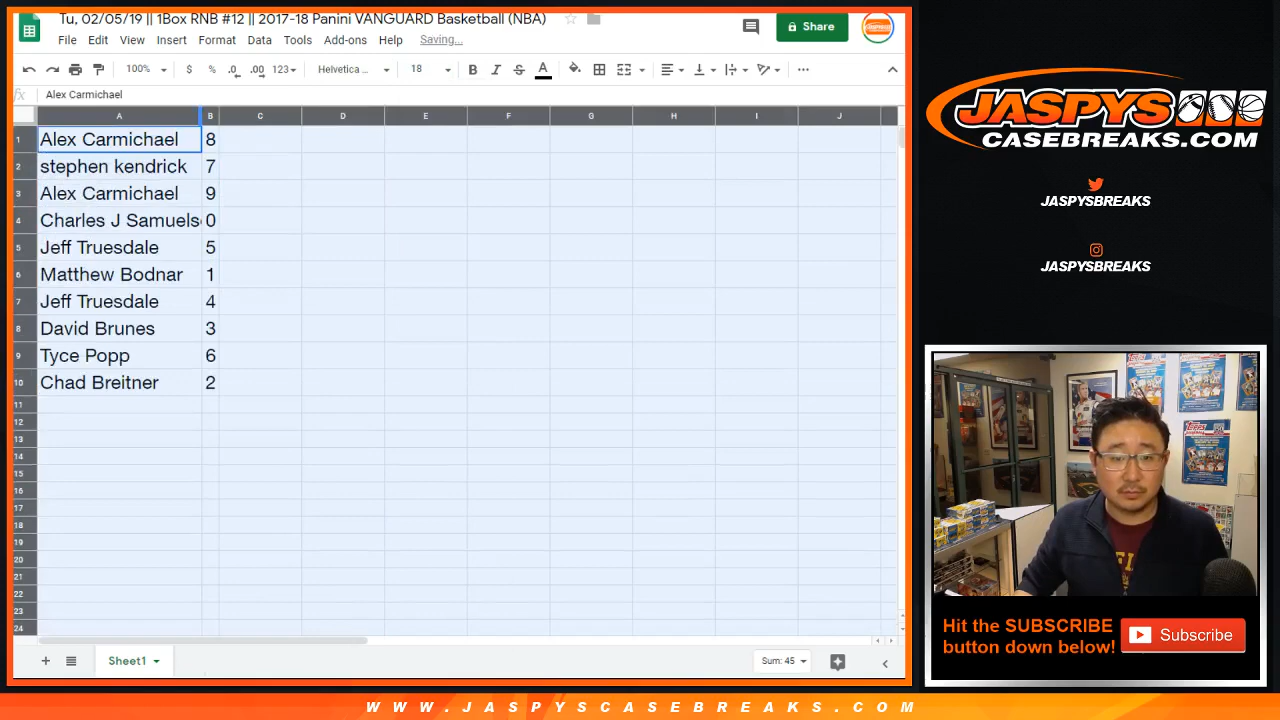 Tu, 02/05/19 || 1Box RNB #12 || 2017-18 Panini VANGUARD Basketball (NBA)
File Edit View Format Data Tools Add-ons Help Saving...
Share
100% $ % .0 .00 123 Helvetica ... 18 B I S A
fx Alex Carmichael
A B C D E F G H I J
1 Alex Carmichael 8
2 stephen kendrick 7
3 Alex Carmichael 9
4 Charles J Samuels 0
5 Jeff Truesdale 5
6 Matthew Bodnar 1
7 Jeff Truesdale 4
8 David Brunes 3
9 Tyce Popp 6
10 Chad Breitner 2
11
12
13
14
15
16
17
18
19
20
21
22
23
24
Sheet1
Sum: 45
JASPYS
CASEBREAKS.COM
JASPYSBREAKS
JASPYSBREAKS
Hit the SUBSCRIBE
button down below!
Subscribe
WWW.JASPYSCASEBREAKS.COM